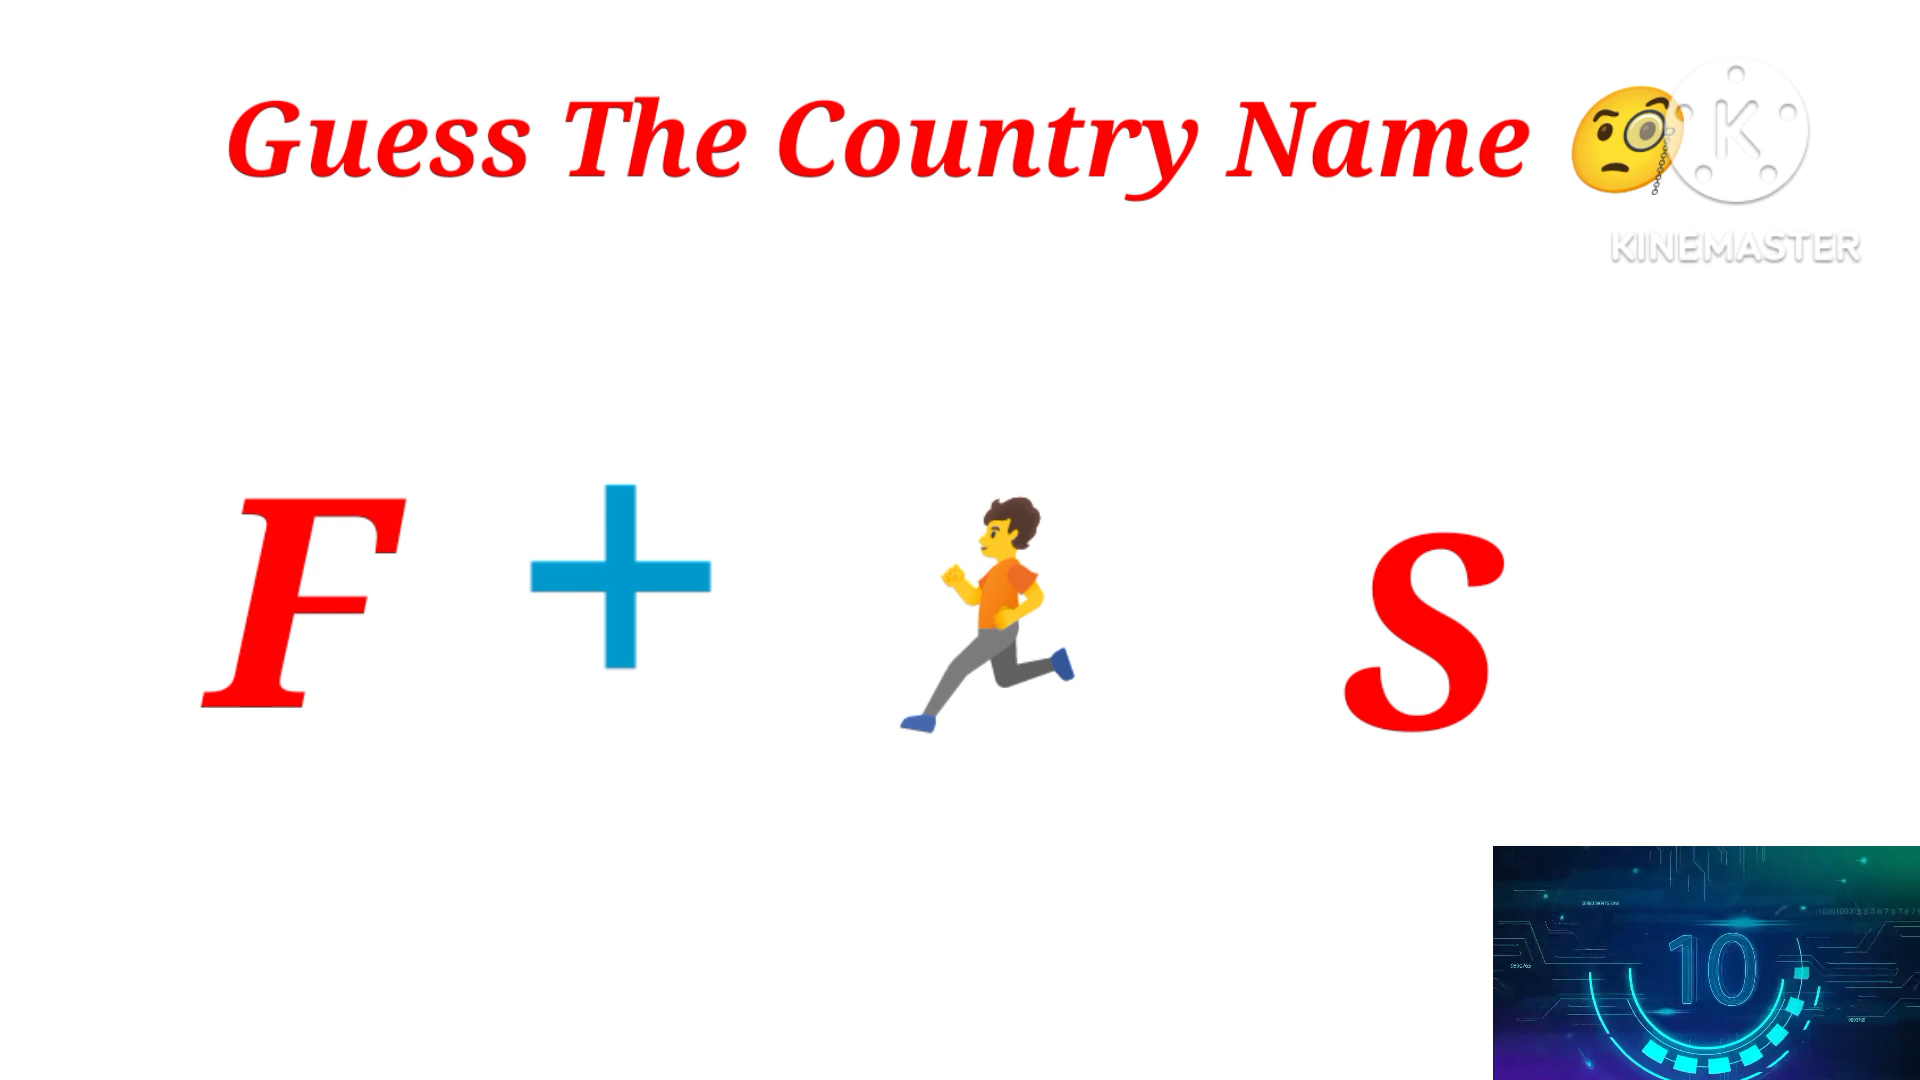 Guess The Country Name 🧐
K
KINEMASTER
F + 🏃 S
10